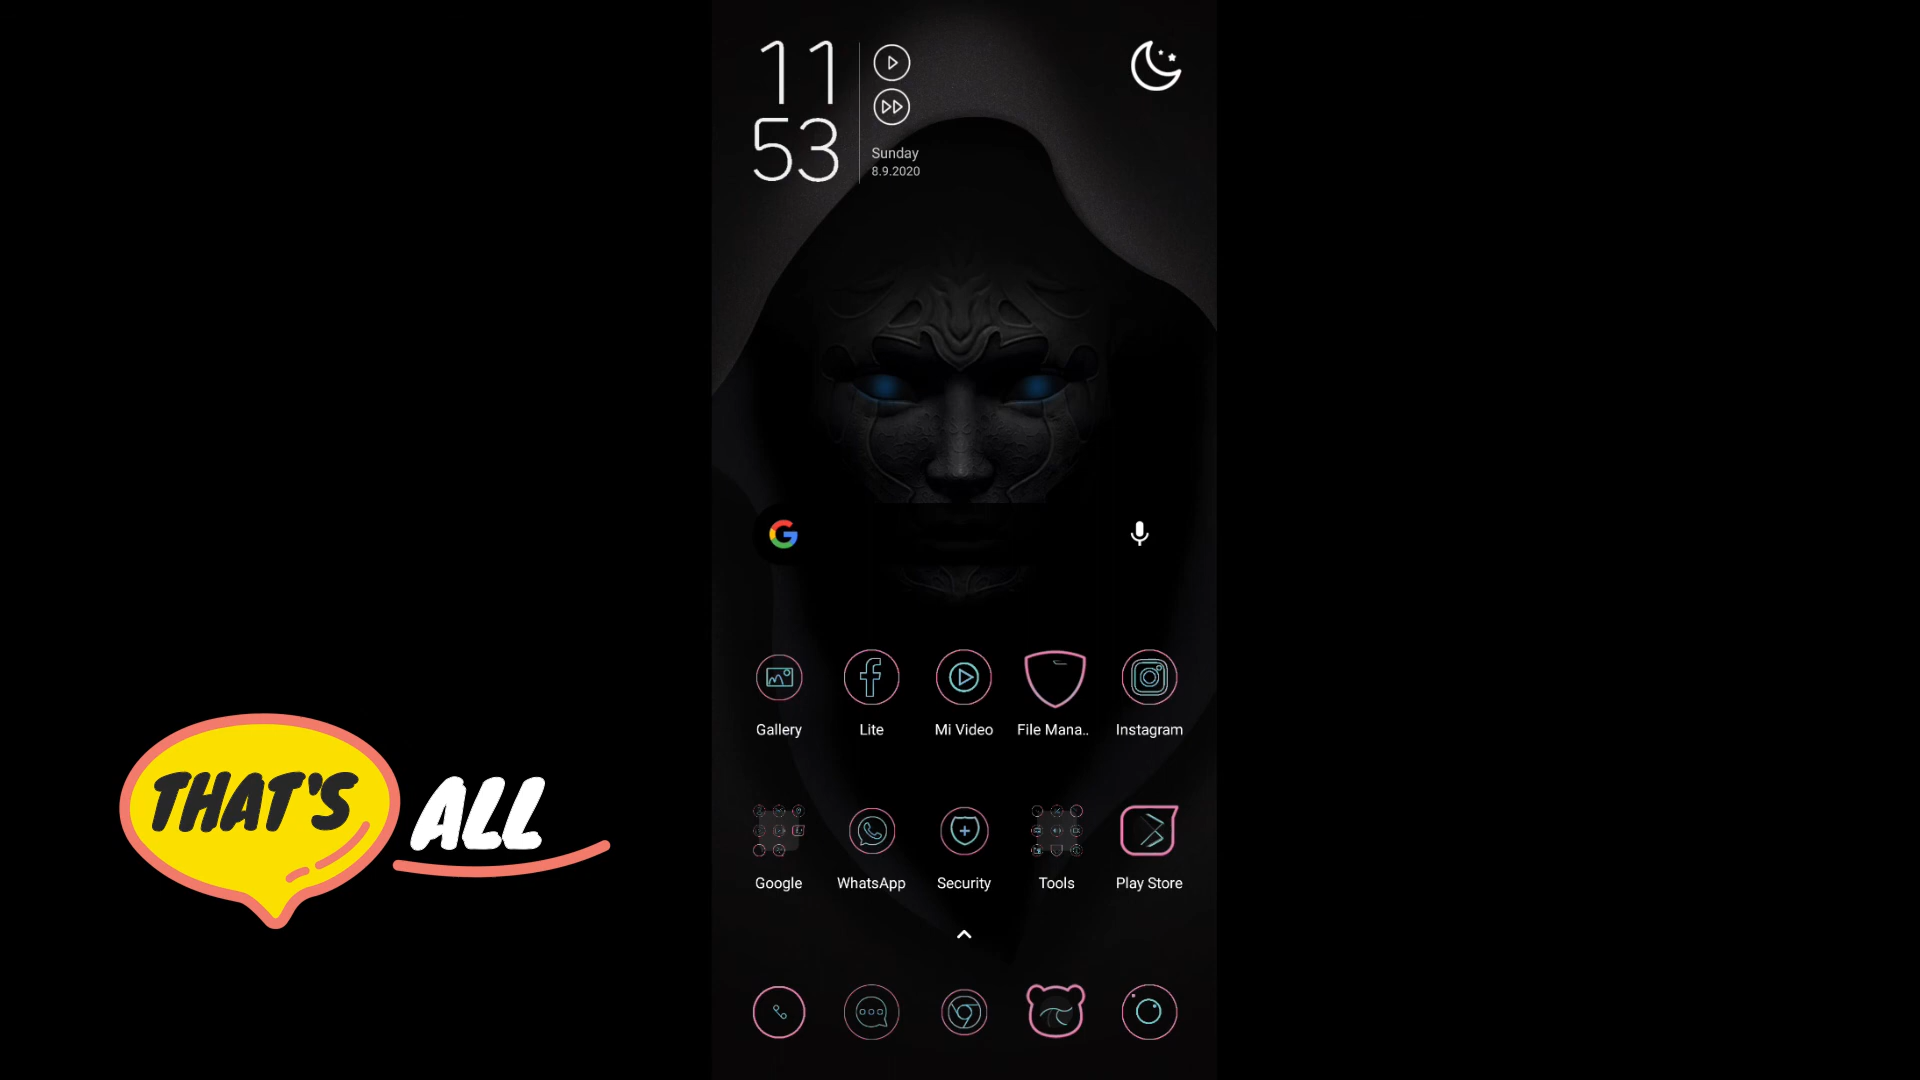 11
53
Sunday
8.9.2020
Gallery
Lite
Mi Video
File Mana..
Instagram
THAT'S
ALL
Google
WhatsApp
Security
Tools
Play Store